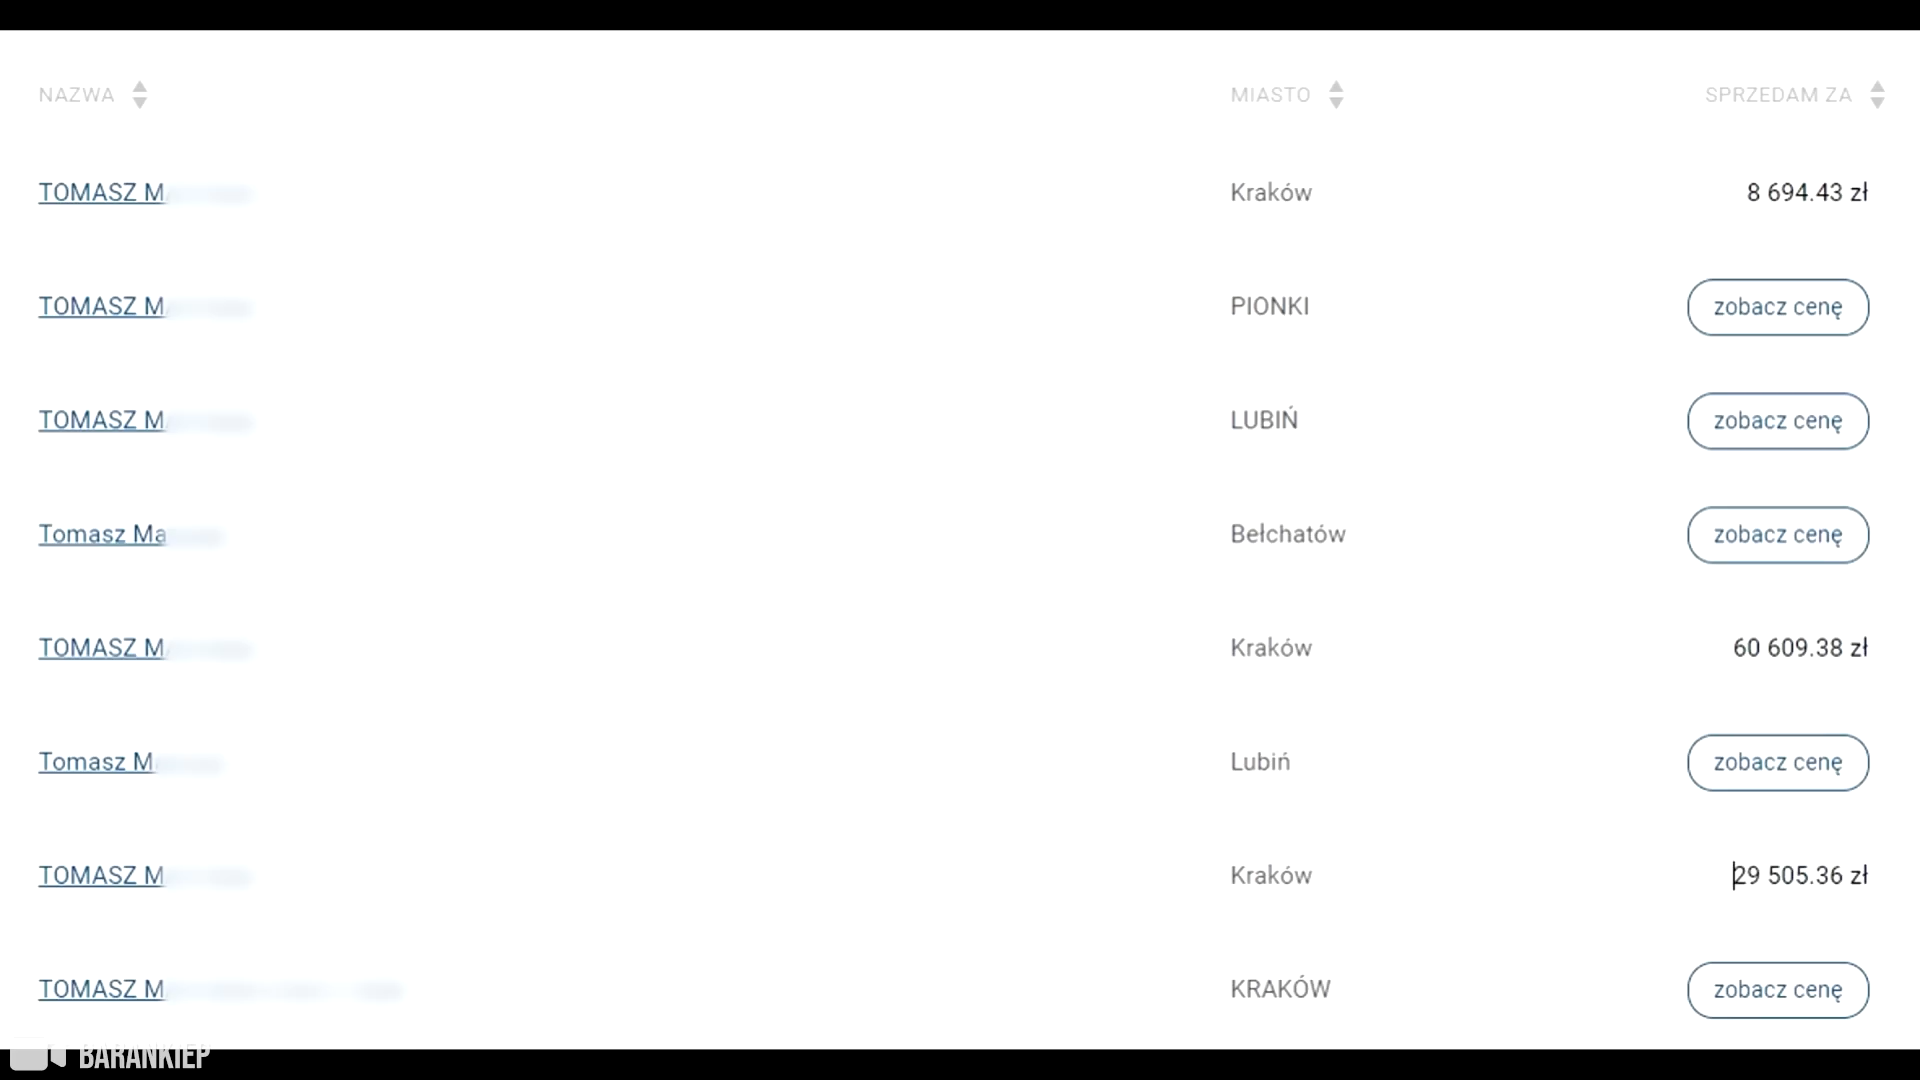 NAZWA MIASTO SPRZEDAM ZA
TOMASZ M Kraków 8 694.43 zł
TOMASZ M PIONKI zobacz cenę
TOMASZ M LUBIŃ zobacz cenę
Tomasz Ma Bełchatów zobacz cenę
TOMASZ M Kraków 60 609.38 zł
Tomasz M Lubiń zobacz cenę
TOMASZ M Kraków 29 505.36 zł
TOMASZ M KRAKÓW zobacz cenę
BARANKIEP